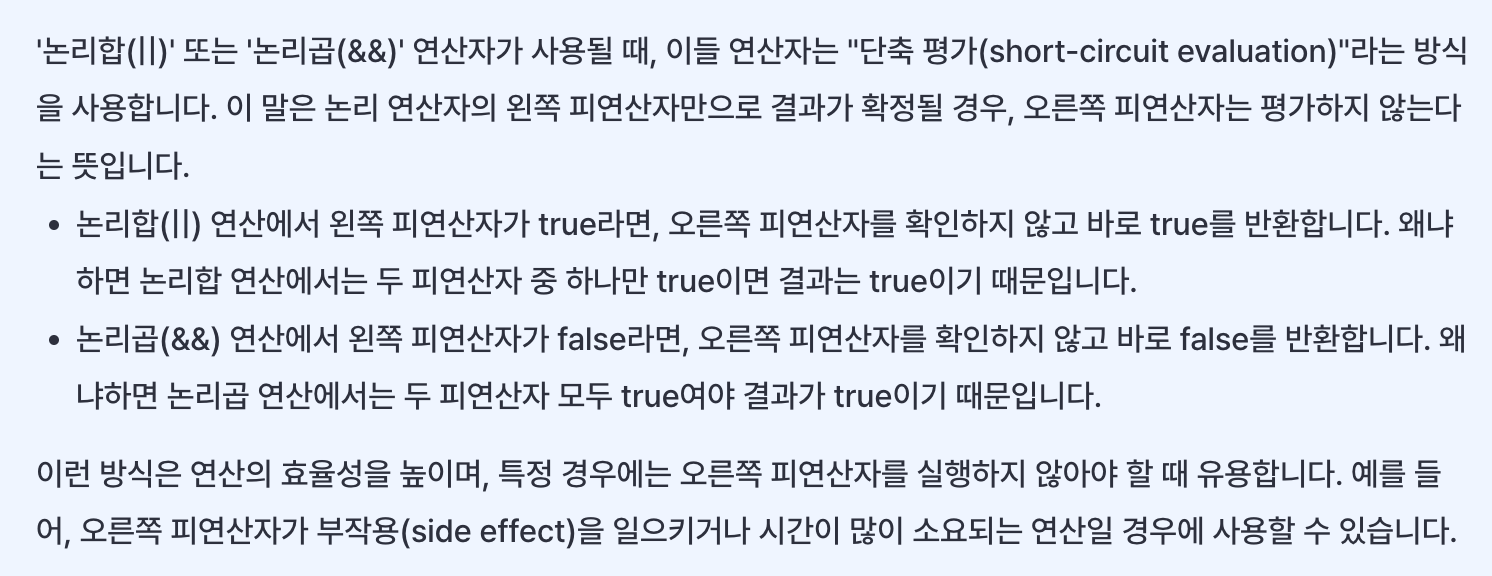 '논리합(||)' 또는 '논리곱(&&)' 연산자가 사용될 때, 이들 연산자는 "단축 평가(short-circuit evaluation)"라는 방식
을 사용합니다. 이 말은 논리 연산자의 왼쪽 피연산자만으로 결과가 확정될 경우, 오른쪽 피연산자는 평가하지 않는다
는 뜻입니다.
• 논리합(||) 연산에서 왼쪽 피연산자가 true라면, 오른쪽 피연산자를 확인하지 않고 바로 true를 반환합니다. 왜냐
하면 논리합 연산에서는 두 피연산자 중 하나만 true이면 결과는 true이기 때문입니다.
• 논리곱(&&) 연산에서 왼쪽 피연산자가 false라면, 오른쪽 피연산자를 확인하지 않고 바로 false를 반환합니다. 왜
냐하면 논리곱 연산에서는 두 피연산자 모두 true여야 결과가 true이기 때문입니다.
이런 방식은 연산의 효율성을 높이며, 특정 경우에는 오른쪽 피연산자를 실행하지 않아야 할 때 유용합니다. 예를 들
어, 오른쪽 피연산자가 부작용(side effect)을 일으키거나 시간이 많이 소요되는 연산일 경우에 사용할 수 있습니다.